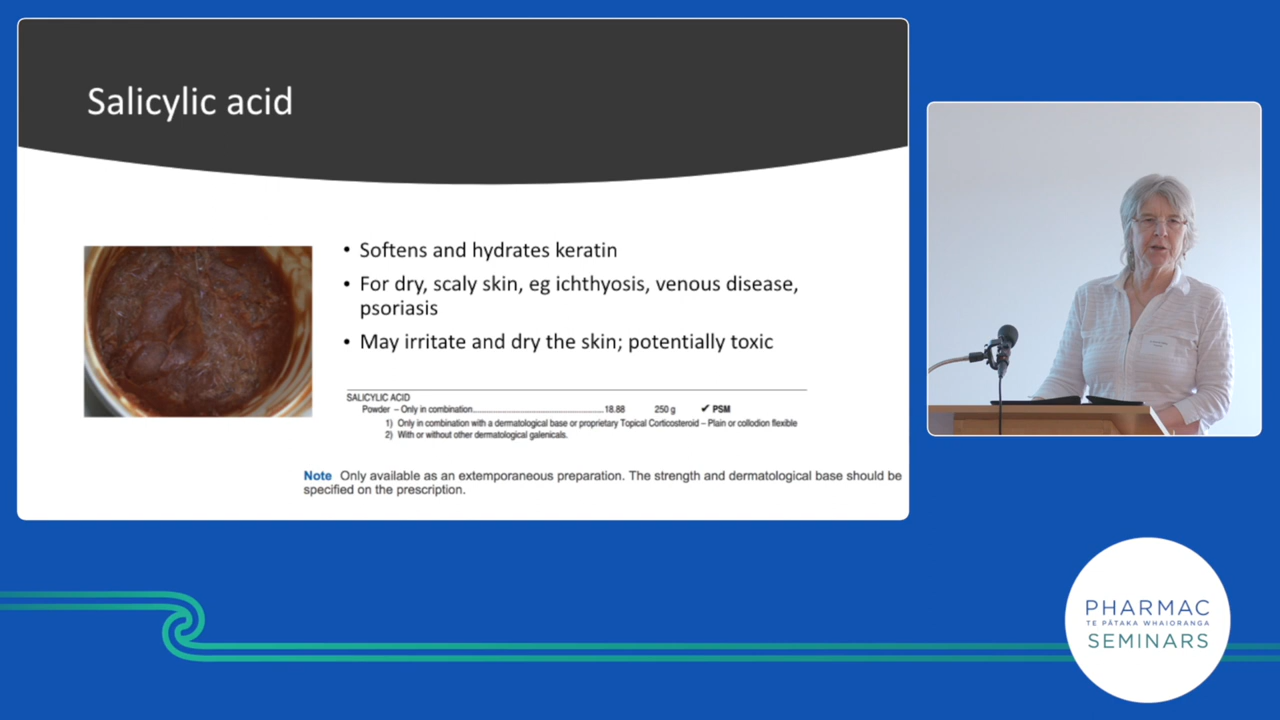 Salicylic acid
• Softens and hydrates keratin
• For dry, scaly skin, eg ichthyosis, venous disease,
psoriasis
• May irritate and dry the skin; potentially toxic
SALICYLIC ACID
Powder – Only in combination..........................................18.88 250 g ✔ PSM
1) Only in combination with a dermatological base or proprietary Topical Corticosteroid – Plain or collodion flexible
2) With or without other dermatological galenicals.
Note Only available as an extemporaneous preparation. The strength and dermatological base should be
specified on the prescription.
PHARMAC
TE PĀTAKA WHAIORANGA
SEMINARS